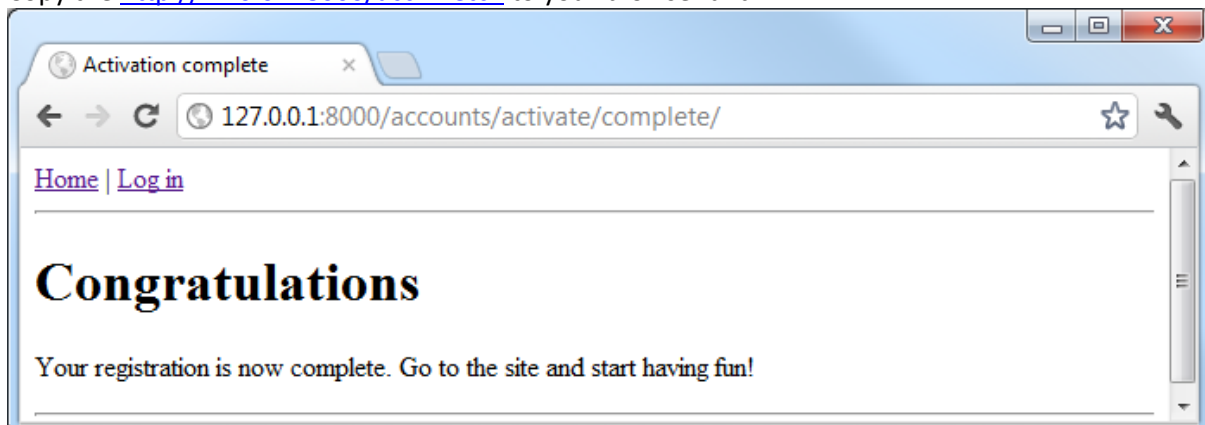 Activation complete
127.0.0.1:8000/accounts/activate/complete/
Home | Log in
Congratulations
Your registration is now complete. Go to the site and start having fun!